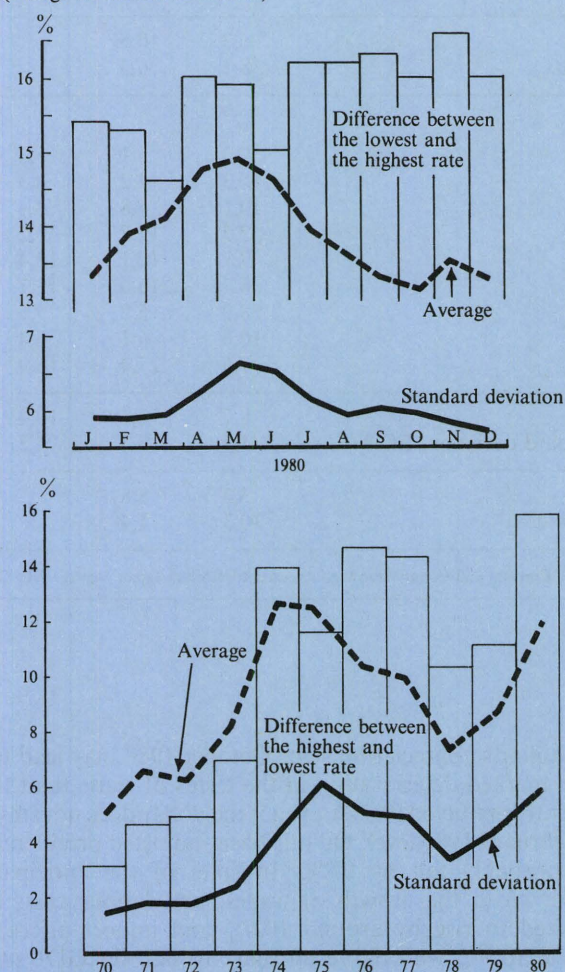 %
16
15
14
13
Difference between
the lowest and
the highest rate
Average
7
6
Standard deviation
J F M A M J J A S O N D
1980
%
16
14
12
10
8
6
4
2
0
Average
Difference between
the highest and
lowest rate
Standard deviation
70 71 72 73 74 75 76 77 78 79 80